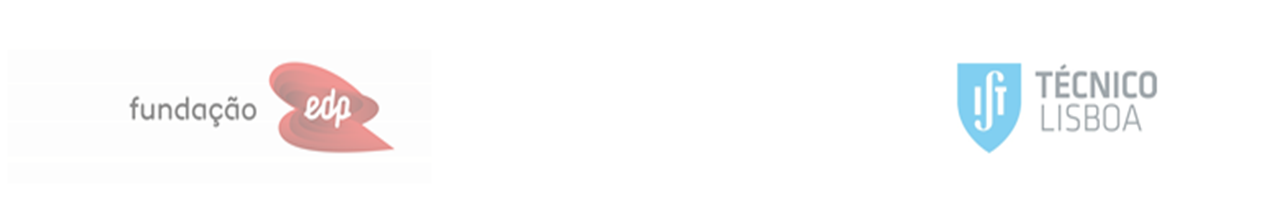 fundação edp
IST TÉCNICO
LISBOA